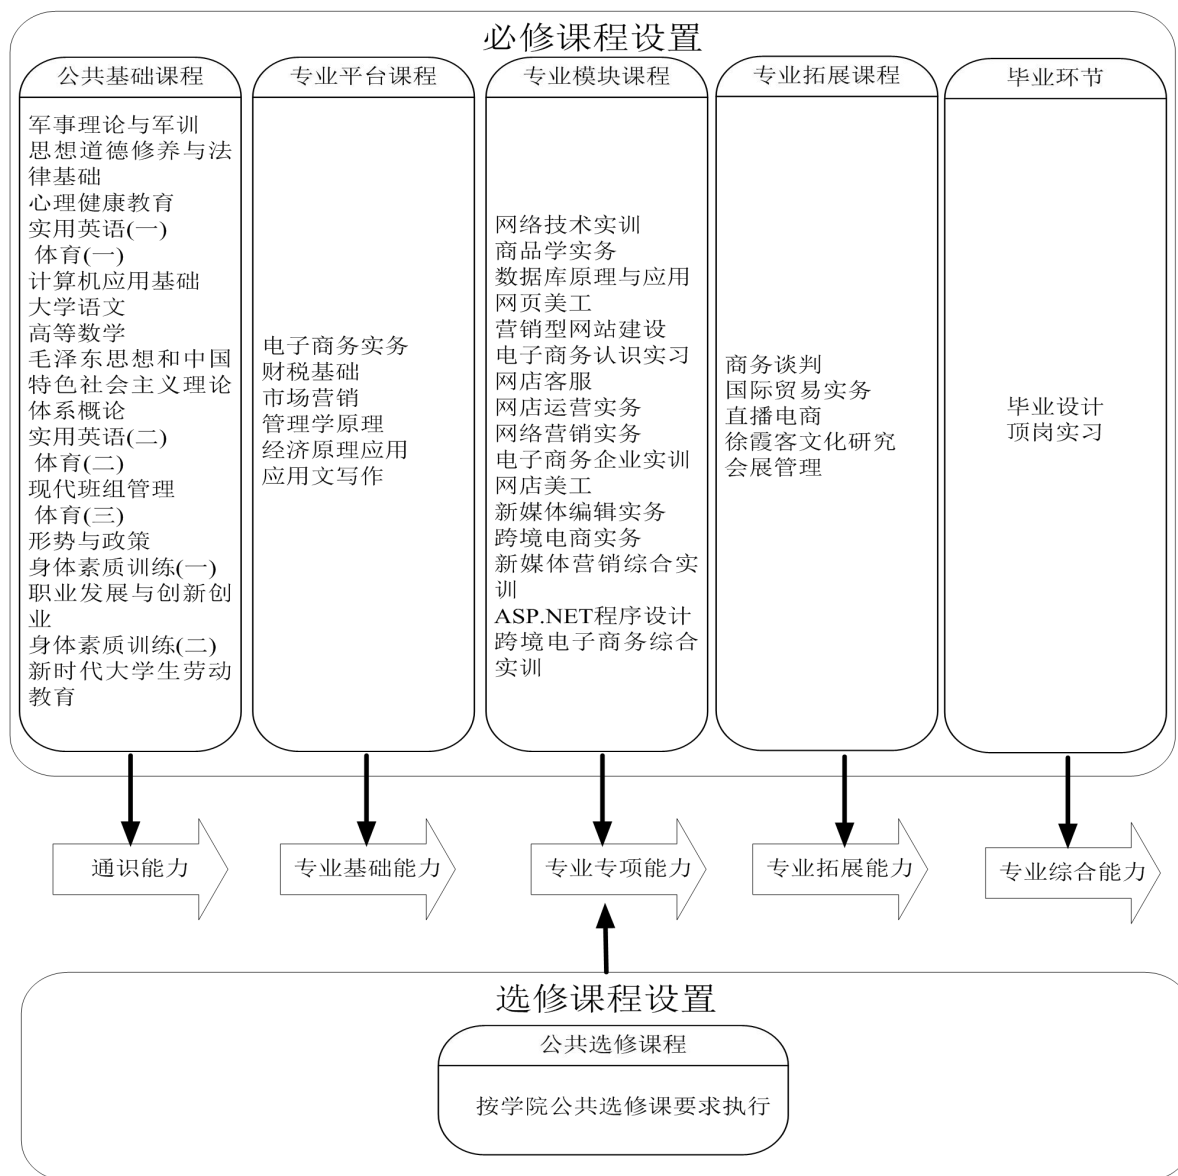 必修课程设置
公共基础课程
军事理论与军训
思想道德修养与法
律基础
心理健康教育
实用英语(一)
体育(一)
计算机应用基础
大学语文
高等数学
毛泽东思想和中国
特色社会主义理论
体系概论
实用英语(二)
体育(二)
现代班组管理
体育(三)
形势与政策
身体素质训练(一)
职业发展与创新创
业
身体素质训练(二)
新时代大学生劳动
教育
专业平台课程
电子商务实务
财税基础
市场营销
管理学原理
经济原理应用
应用文写作
专业模块课程
网络技术实训
商品学实务
数据库原理与应用
网页美工
营销型网站建设
电子商务认识实习
网店客服
网店运营实务
网络营销实务
电子商务企业实训
网店美工
新媒体编辑实务
跨境电商实务
新媒体营销综合实
训
ASP.NET程序设计
跨境电子商务综合
实训
专业拓展课程
商务谈判
国际贸易实务
直播电商
徐霞客文化研究
会展管理
毕业环节
毕业设计
顶岗实习
通识能力
专业基础能力
专业专项能力
专业拓展能力
专业综合能力
选修课程设置
公共选修课程
按学院公共选修课要求执行